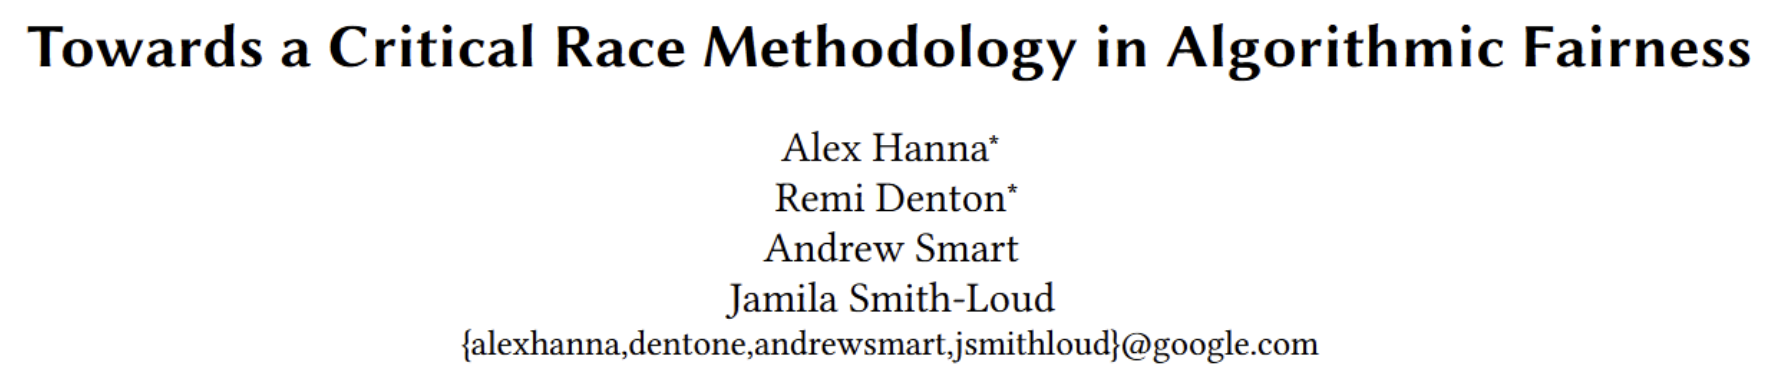 Towards a Critical Race Methodology in Algorithmic Fairness
Alex Hanna*
Remi Denton*
Andrew Smart
Jamila Smith-Loud
{alexhanna,dentone,andrewsmart,jsmithloud}@google.com